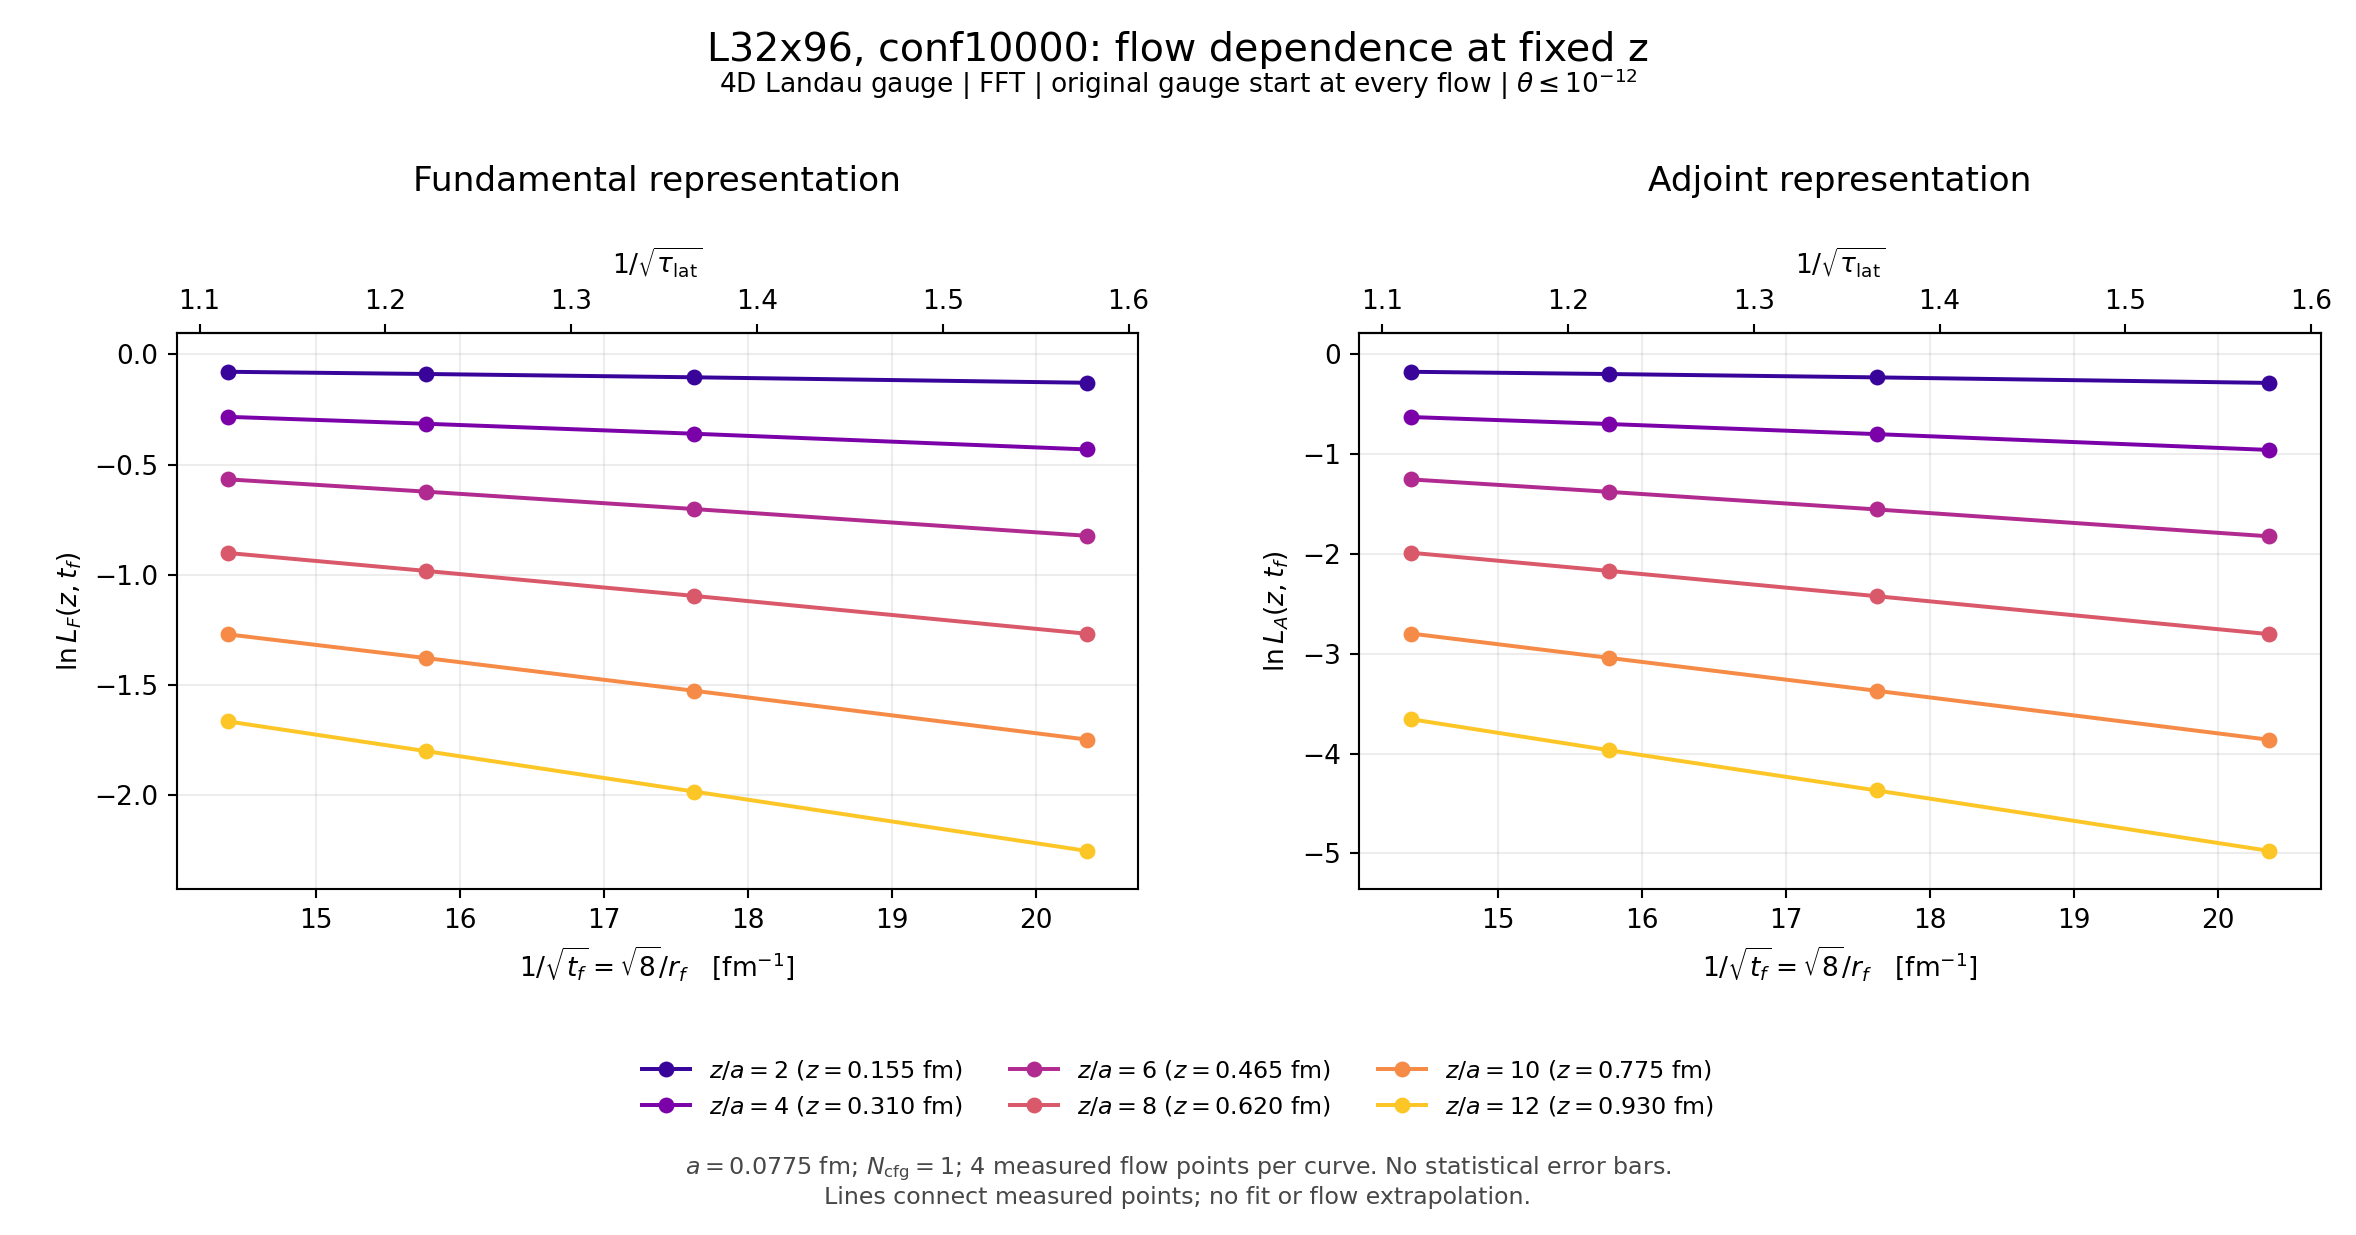 L32x96, conf10000: flow dependence at fixed z
4D Landau gauge | FFT | original gauge start at every flow | θ ≤ 10⁻¹²
Fundamental representation
1/√τ_lat
1.1 1.2 1.3 1.4 1.5 1.6
ln L_F(z, t_f)
0.0
−0.5
−1.0
−1.5
−2.0
15 16 17 18 19 20
1/√t_f = √8/r_f [fm⁻¹]
Adjoint representation
1/√τ_lat
1.1 1.2 1.3 1.4 1.5 1.6
ln L_A(z, t_f)
0
−1
−2
−3
−4
−5
15 16 17 18 19 20
1/√t_f = √8/r_f [fm⁻¹]
z/a = 2 (z = 0.155 fm)
z/a = 4 (z = 0.310 fm)
z/a = 6 (z = 0.465 fm)
z/a = 8 (z = 0.620 fm)
z/a = 10 (z = 0.775 fm)
z/a = 12 (z = 0.930 fm)
a = 0.0775 fm; N_cfg = 1; 4 measured flow points per curve. No statistical error bars.
Lines connect measured points; no fit or flow extrapolation.